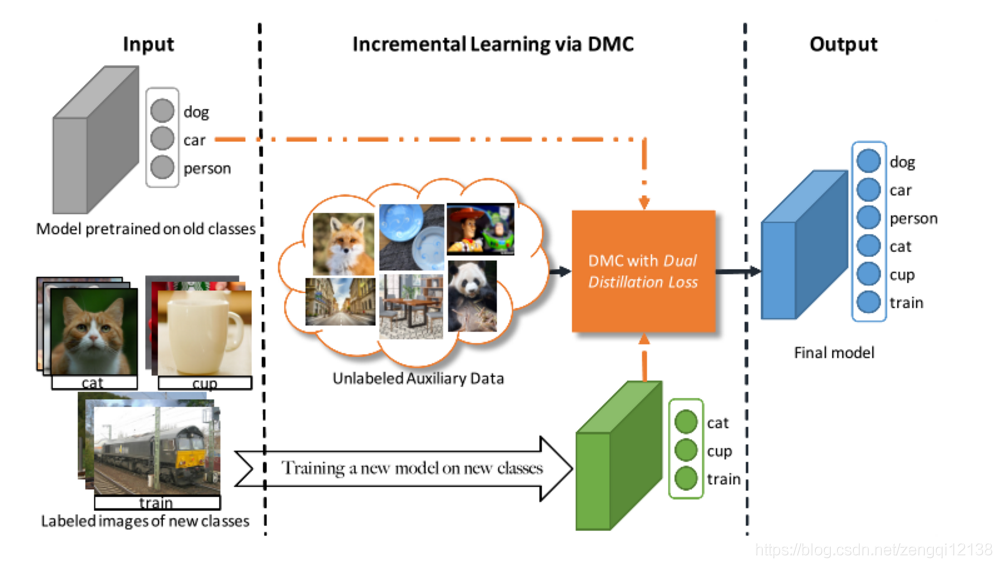 Input
Incremental Learning via DMC
Output
dog
car
person
Model pretrained on old classes
cat
cup
train
Labeled images of new classes
Unlabeled Auxiliary Data
Training a new model on new classes
DMC with Dual
Distillation Loss
cat
cup
train
dog
car
person
cat
cup
train
Final model
https://blog.csdn.net/zengqi12138